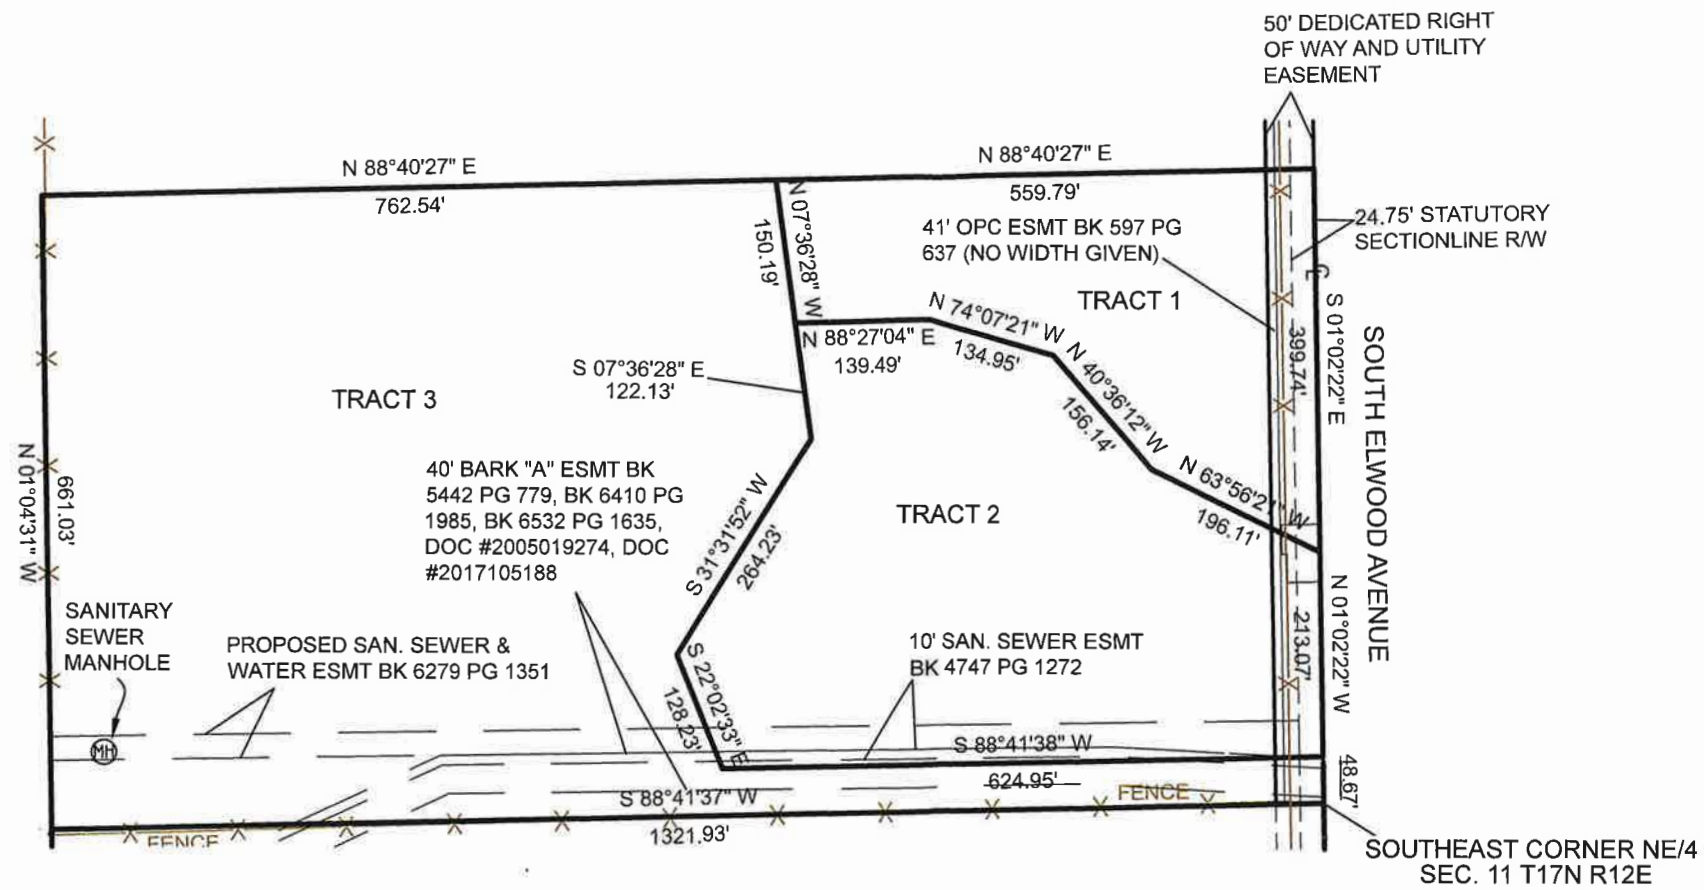 50' DEDICATED RIGHT
OF WAY AND UTILITY
EASEMENT
N 88°40'27" E
762.54'
N 88°40'27" E
559.79'
N 07°36'28" W
150.19'
41' OPC ESMT BK 597 PG
637 (NO WIDTH GIVEN)
24.75' STATUTORY
SECTIONLINE R/W
CL
TRACT 1
S 01°02'22" E
399.74'
SOUTH ELWOOD AVENUE
N 88°27'04" E
139.49'
N 74°07'21" W
134.95'
N 40°36'12" W
156.14'
N 63°56'21" W
196.11'
S 07°36'28" E
122.13'
TRACT 3
N 01°04'31" W
661.03'
40' BARK "A" ESMT BK
5442 PG 779, BK 6410 PG
1985, BK 6532 PG 1635,
DOC #2005019274, DOC
#2017105188
S 31°31'52" W
264.23'
TRACT 2
N 01°02'22" W
213.07'
SANITARY
SEWER
MANHOLE
PROPOSED SAN. SEWER &
WATER ESMT BK 6279 PG 1351
10' SAN. SEWER ESMT
BK 4747 PG 1272
S 22°02'33" E
128.23'
MH
S 88°41'38" W
624.95'
48.67'
S 88°41'37" W
1321.93'
FENCE
FENCE
SOUTHEAST CORNER NE/4
SEC. 11 T17N R12E